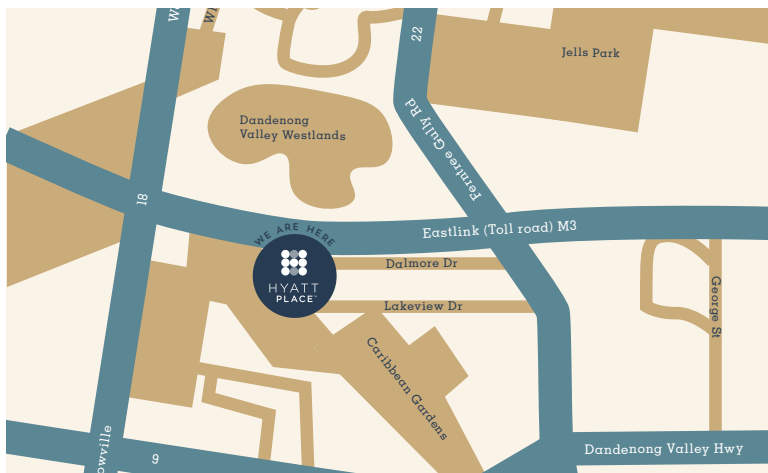 22
Jells Park
Dandenong
Valley Westlands
Ferntree Gully Rd
18
WE ARE HERE
HYATT
PLACE™
Eastlink (Toll road) M3
Dalmore Dr
Lakeview Dr
George St
Caribbean Gardens
Dandenong Valley Hwy
9